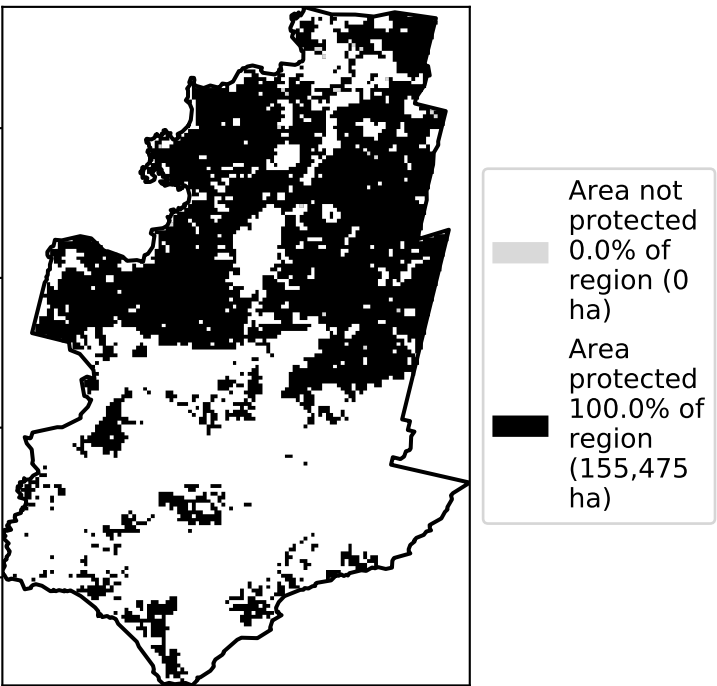 Area not
protected
0.0% of
region (0
ha)
Area
protected
100.0% of
region
(155,475
ha)